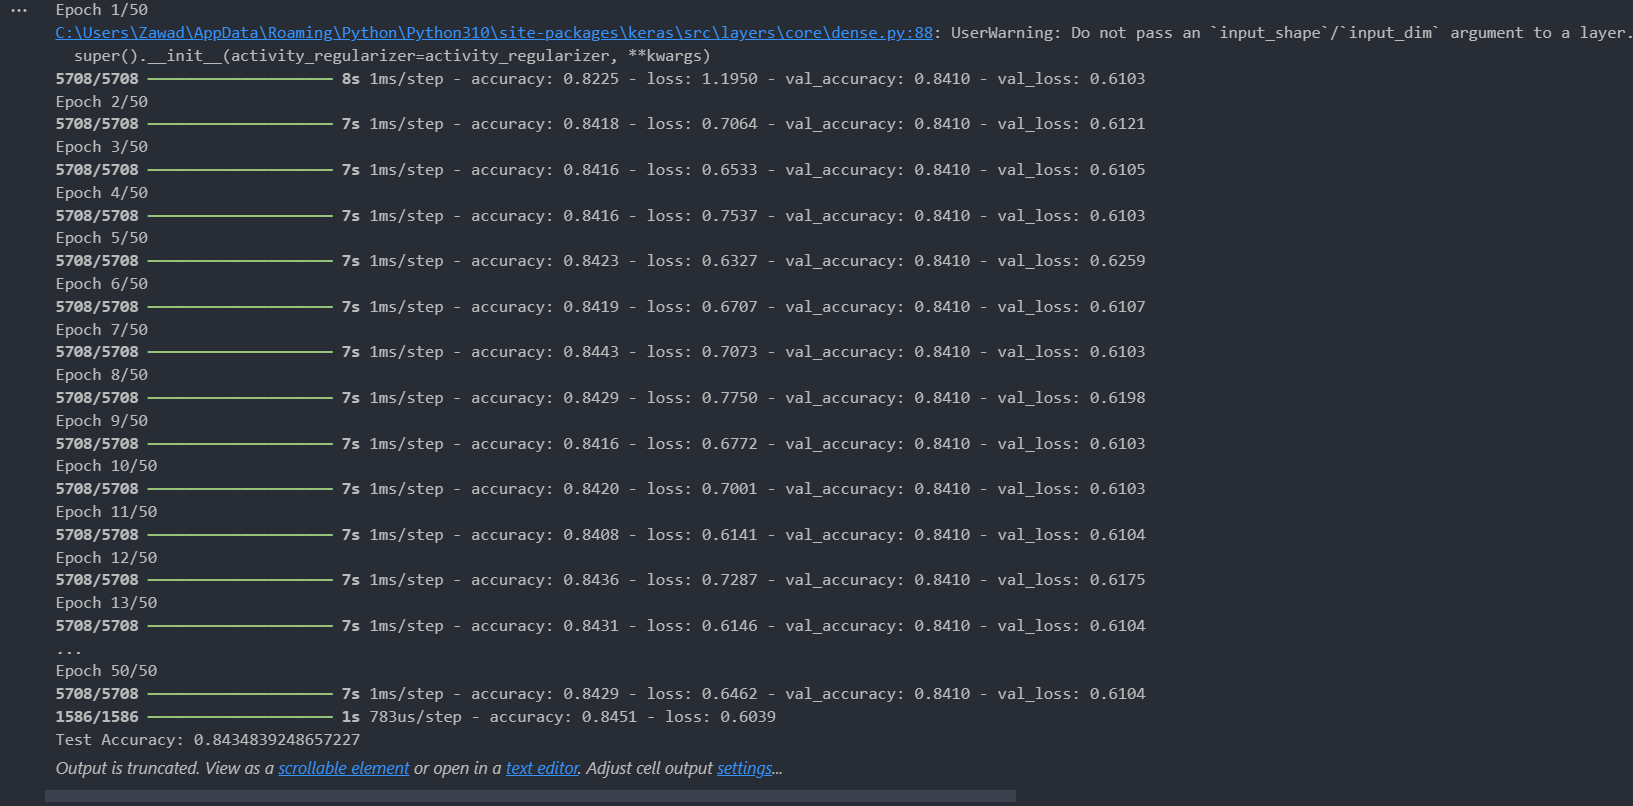 ...
Epoch 1/50
C:\Users\Zawad\AppData\Roaming\Python\Python310\site-packages\keras\src\layers\core\dense.py:88: UserWarning: Do not pass an `input_shape`/`input_dim` argument to a layer.
super().__init__(activity_regularizer=activity_regularizer, **kwargs)
5708/5708 ━━━━━━━━━━━━━━━━━━━━ 8s 1ms/step - accuracy: 0.8225 - loss: 1.1950 - val_accuracy: 0.8410 - val_loss: 0.6103
Epoch 2/50
5708/5708 ━━━━━━━━━━━━━━━━━━━━ 7s 1ms/step - accuracy: 0.8418 - loss: 0.7064 - val_accuracy: 0.8410 - val_loss: 0.6121
Epoch 3/50
5708/5708 ━━━━━━━━━━━━━━━━━━━━ 7s 1ms/step - accuracy: 0.8416 - loss: 0.6533 - val_accuracy: 0.8410 - val_loss: 0.6105
Epoch 4/50
5708/5708 ━━━━━━━━━━━━━━━━━━━━ 7s 1ms/step - accuracy: 0.8416 - loss: 0.7537 - val_accuracy: 0.8410 - val_loss: 0.6103
Epoch 5/50
5708/5708 ━━━━━━━━━━━━━━━━━━━━ 7s 1ms/step - accuracy: 0.8423 - loss: 0.6327 - val_accuracy: 0.8410 - val_loss: 0.6259
Epoch 6/50
5708/5708 ━━━━━━━━━━━━━━━━━━━━ 7s 1ms/step - accuracy: 0.8419 - loss: 0.6707 - val_accuracy: 0.8410 - val_loss: 0.6107
Epoch 7/50
5708/5708 ━━━━━━━━━━━━━━━━━━━━ 7s 1ms/step - accuracy: 0.8443 - loss: 0.7073 - val_accuracy: 0.8410 - val_loss: 0.6103
Epoch 8/50
5708/5708 ━━━━━━━━━━━━━━━━━━━━ 7s 1ms/step - accuracy: 0.8429 - loss: 0.7750 - val_accuracy: 0.8410 - val_loss: 0.6198
Epoch 9/50
5708/5708 ━━━━━━━━━━━━━━━━━━━━ 7s 1ms/step - accuracy: 0.8416 - loss: 0.6772 - val_accuracy: 0.8410 - val_loss: 0.6103
Epoch 10/50
5708/5708 ━━━━━━━━━━━━━━━━━━━━ 7s 1ms/step - accuracy: 0.8420 - loss: 0.7001 - val_accuracy: 0.8410 - val_loss: 0.6103
Epoch 11/50
5708/5708 ━━━━━━━━━━━━━━━━━━━━ 7s 1ms/step - accuracy: 0.8408 - loss: 0.6141 - val_accuracy: 0.8410 - val_loss: 0.6104
Epoch 12/50
5708/5708 ━━━━━━━━━━━━━━━━━━━━ 7s 1ms/step - accuracy: 0.8436 - loss: 0.7287 - val_accuracy: 0.8410 - val_loss: 0.6175
Epoch 13/50
5708/5708 ━━━━━━━━━━━━━━━━━━━━ 7s 1ms/step - accuracy: 0.8431 - loss: 0.6146 - val_accuracy: 0.8410 - val_loss: 0.6104
...
Epoch 50/50
5708/5708 ━━━━━━━━━━━━━━━━━━━━ 7s 1ms/step - accuracy: 0.8429 - loss: 0.6462 - val_accuracy: 0.8410 - val_loss: 0.6104
1586/1586 ━━━━━━━━━━━━━━━━━━━━ 1s 783us/step - accuracy: 0.8451 - loss: 0.6039
Test Accuracy: 0.8434839248657227
Output is truncated. View as a scrollable element or open in a text editor. Adjust cell output settings...